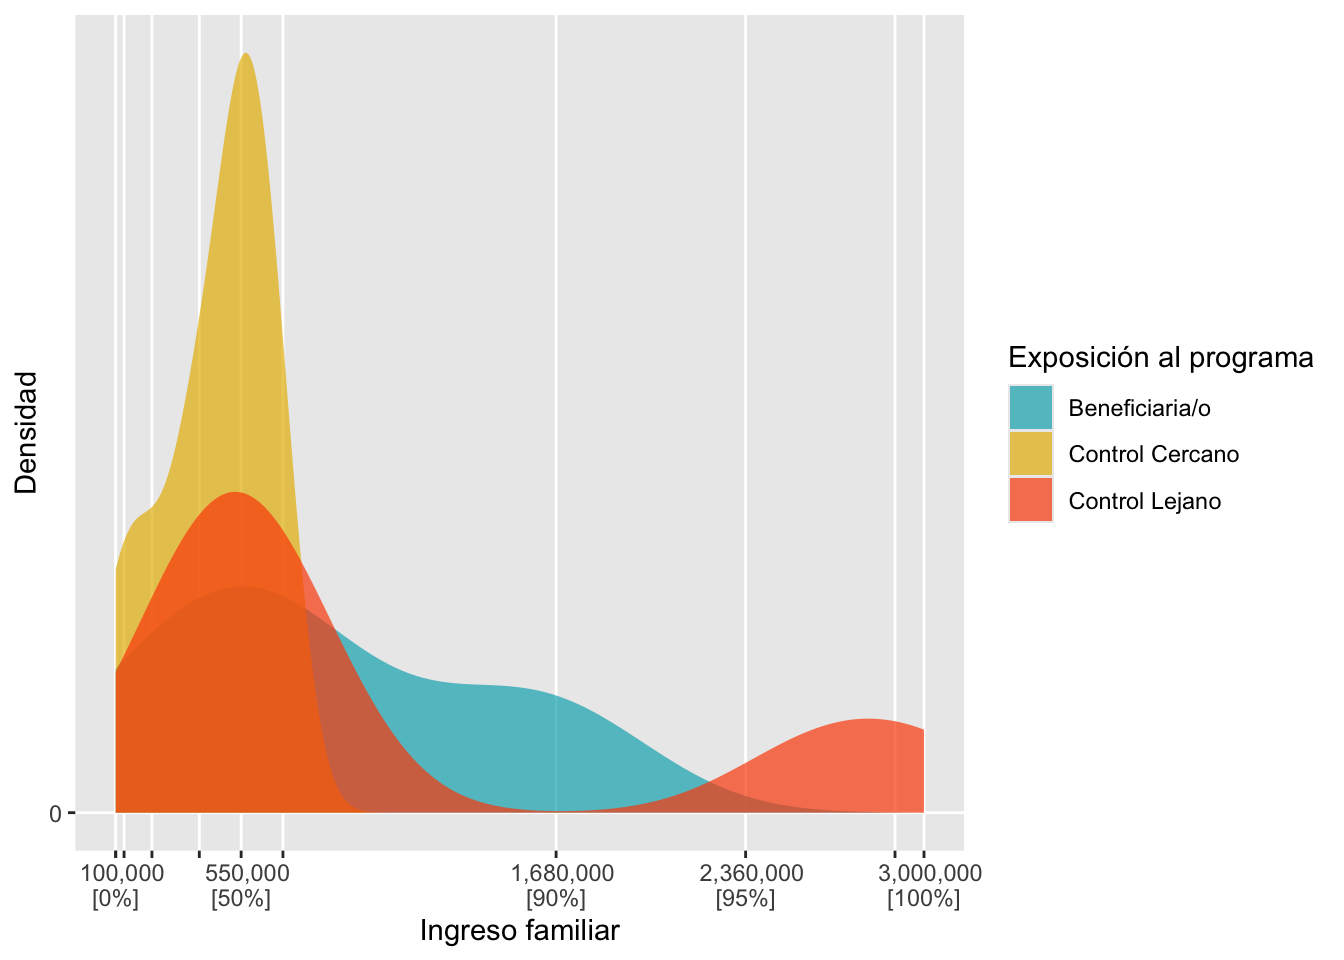 Densidad
0
100,000 550,000 1,680,000 2,360,000 3,000,000
[0%] [50%] [90%] [95%] [100%]
Ingreso familiar
Exposición al programa
Beneficiaria/o
Control Cercano
Control Lejano